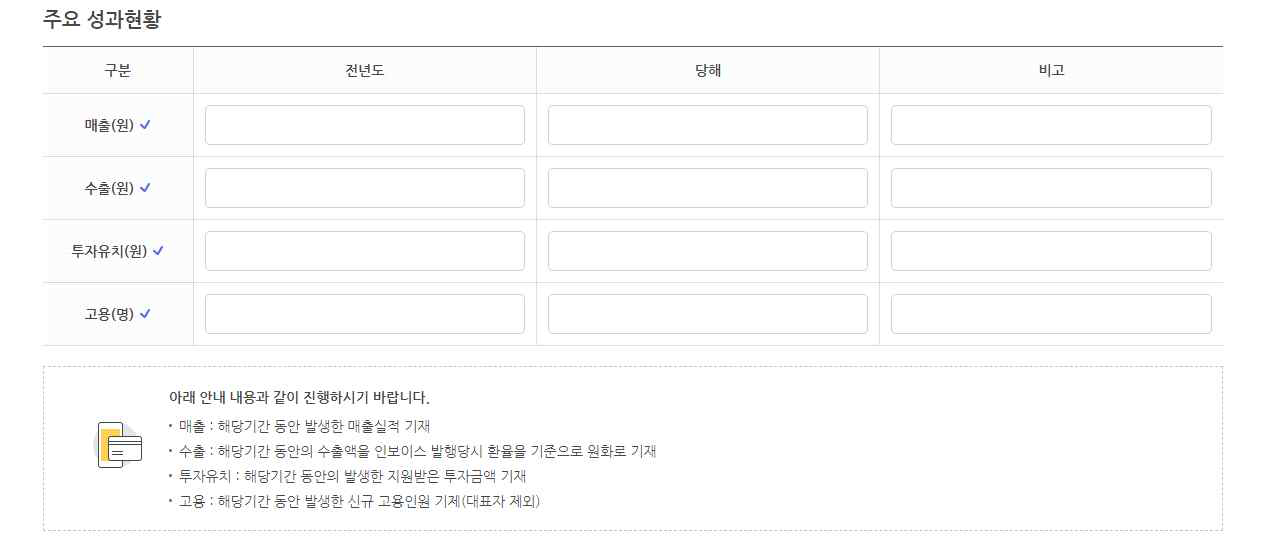 주요 성과현황
구분 전년도 당해 비고
매출(원)
수출(원)
투자유치(원)
고용(명)
아래 안내 내용과 같이 진행하시기 바랍니다.
• 매출 : 해당기간 동안 발생한 매출실적 기재
• 수출 : 해당기간 동안의 수출액을 인보이스 발행당시 환율을 기준으로 원화로 기재
• 투자유치 : 해당기간 동안의 발생한 지원받은 투자금액 기재
• 고용 : 해당기간 동안 발생한 신규 고용인원 기제(대표자 제외)